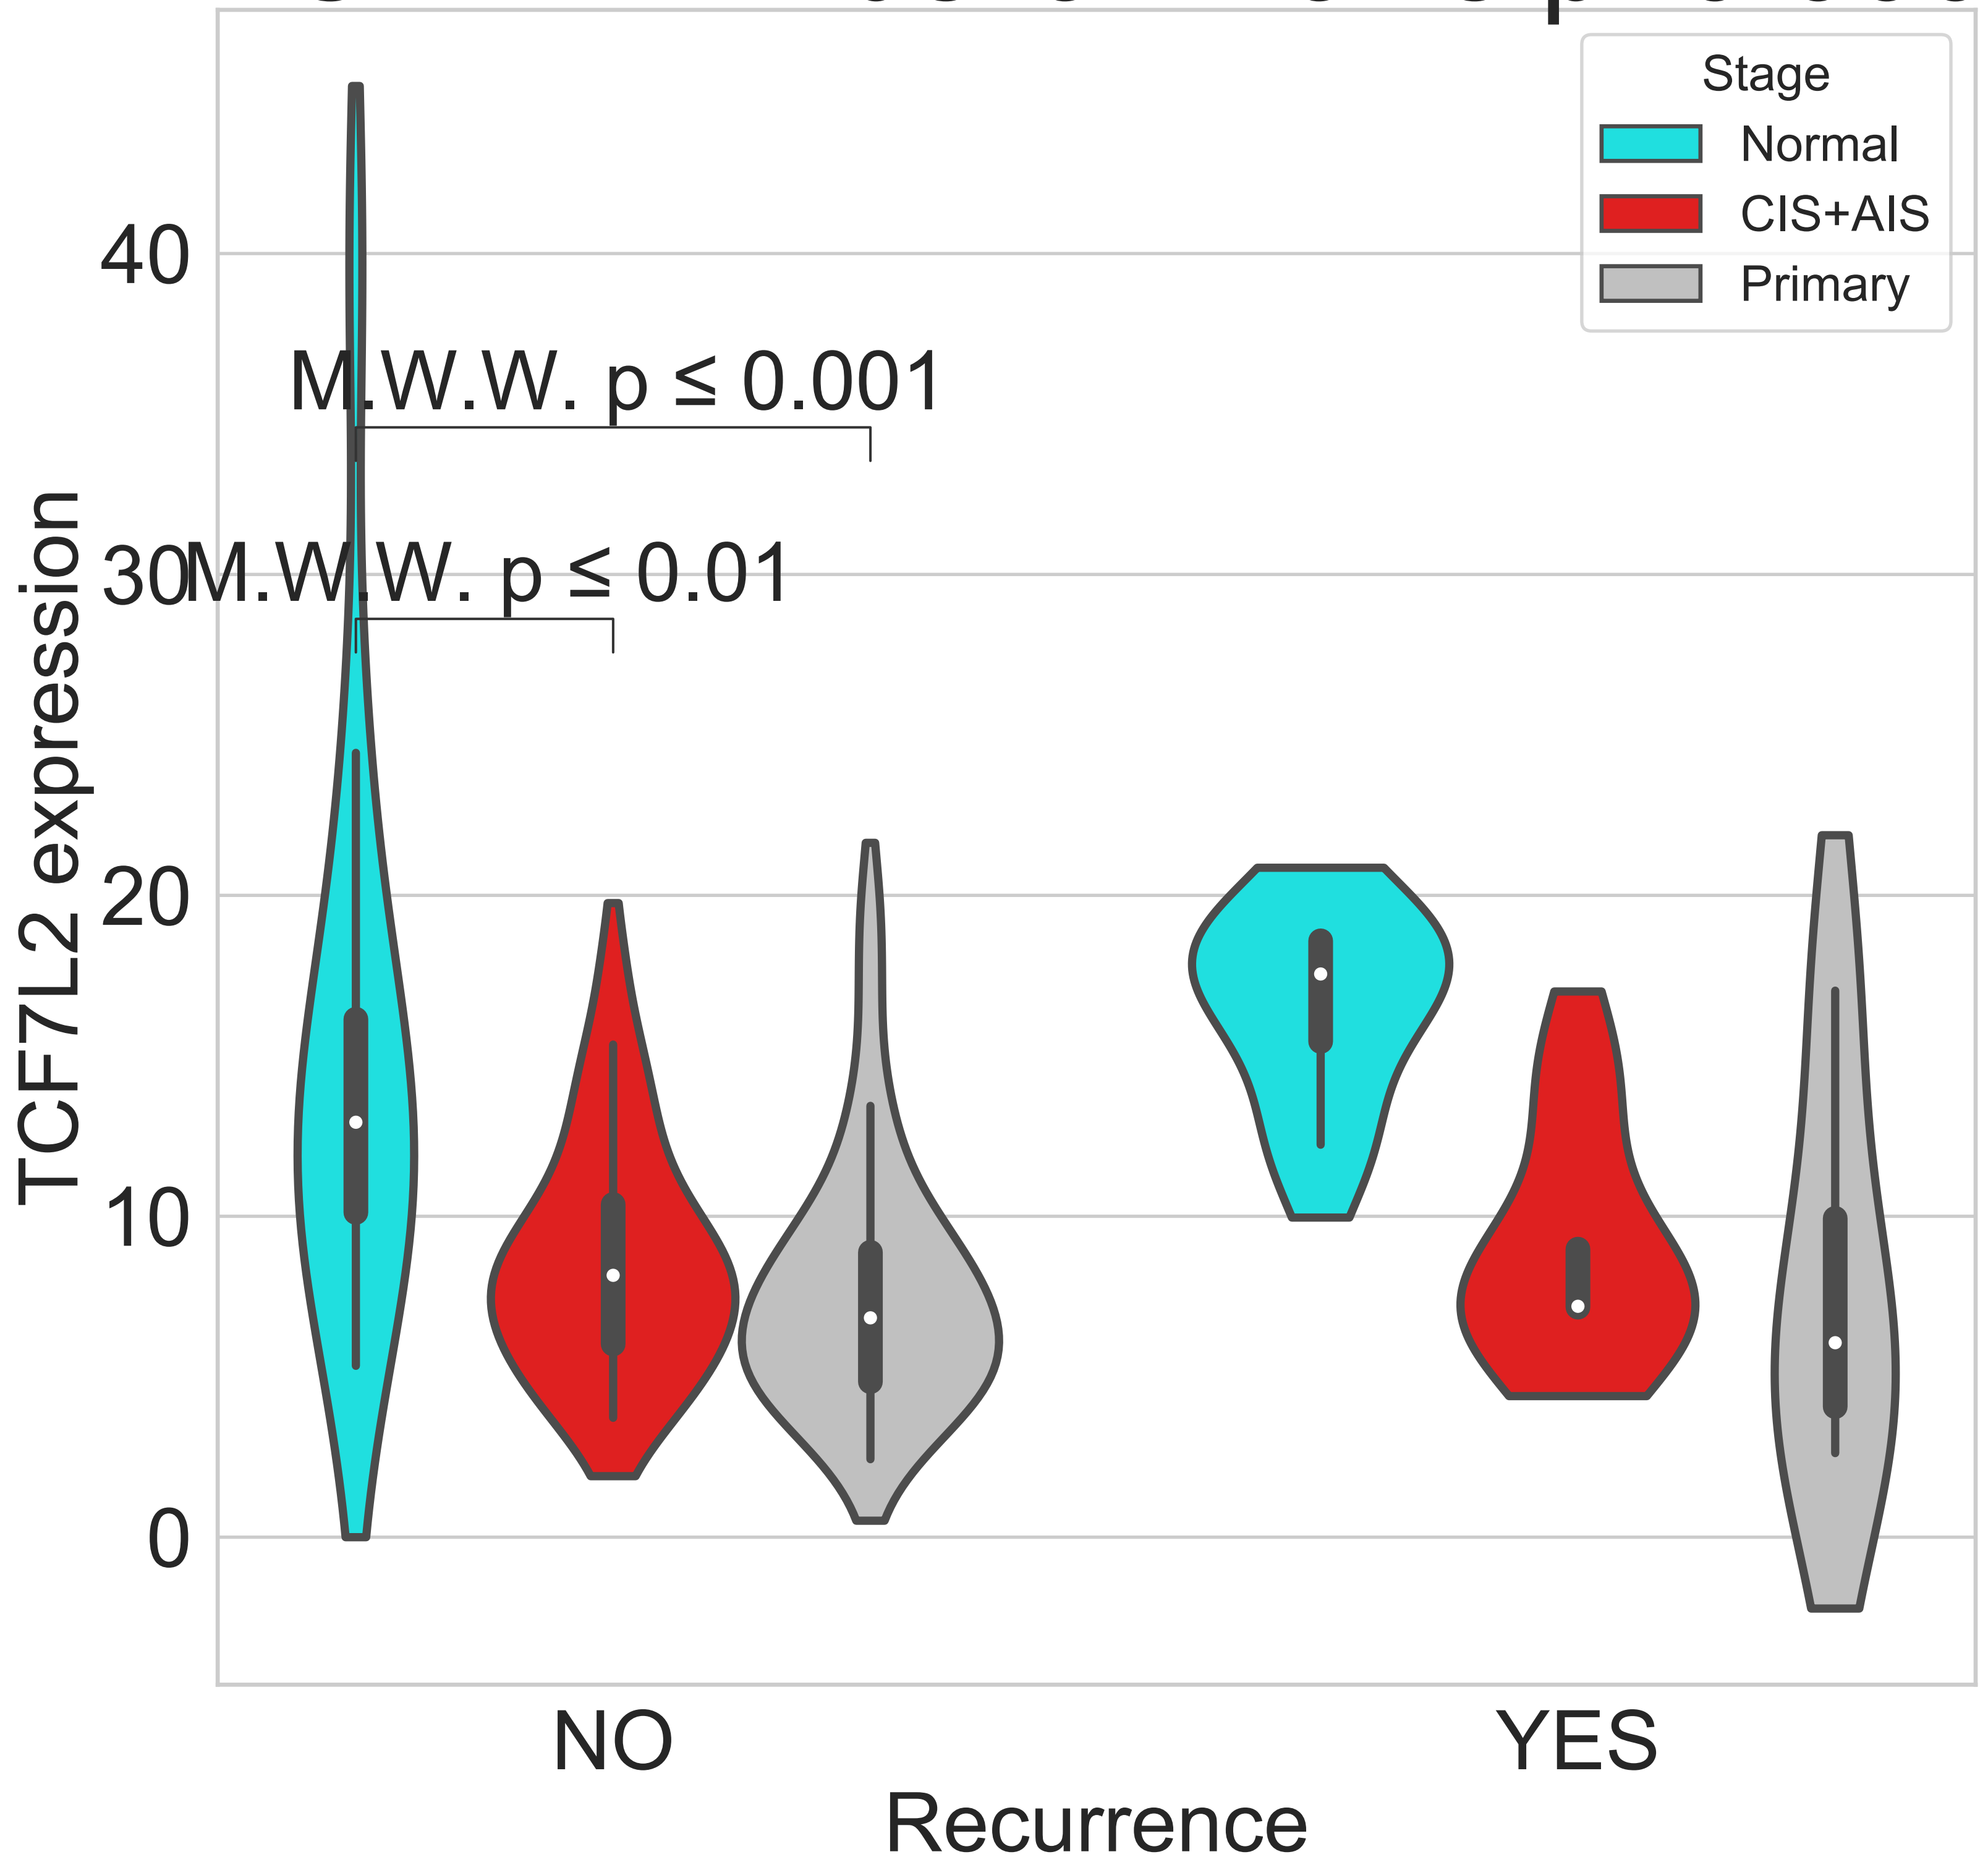 Stage
Normal
CIS+AIS
Primary
40
M.W.W. p ≤ 0.001
30
M.W.W. p ≤ 0.01
TCF7L2 expression
20
10
0
NO
YES
Recurrence